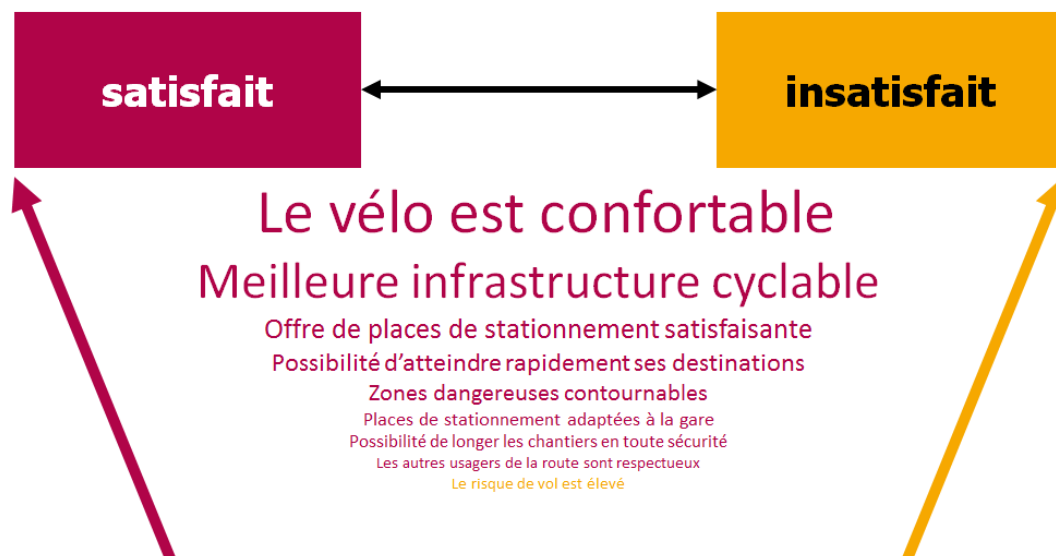 satisfait
insatisfait
Le vélo est confortable
Meilleure infrastructure cyclable
Offre de places de stationnement satisfaisante
Possibilité d’atteindre rapidement ses destinations
Zones dangereuses contournables
Places de stationnement adaptées à la gare
Possibilité de longer les chantiers en toute sécurité
Les autres usagers de la route sont respectueux
Le risque de vol est élevé